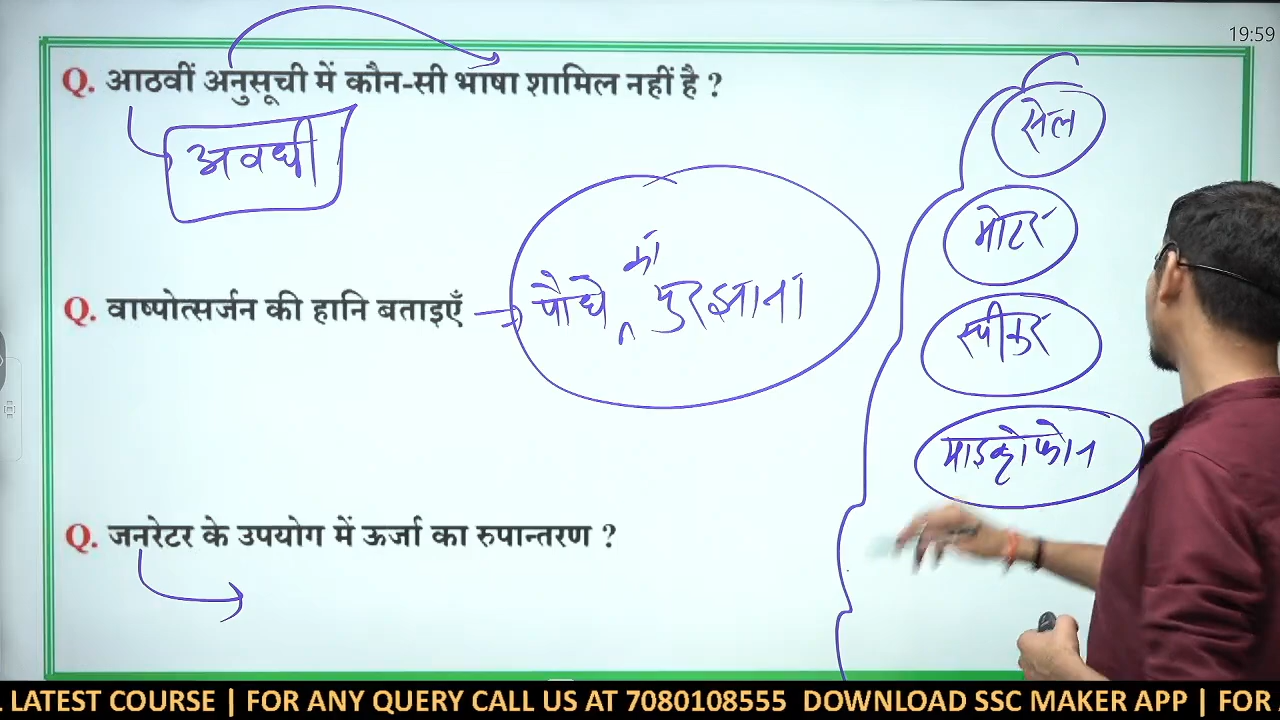 19:59
Q. आठवीं अनुसूची में कौन-सी भाषा शामिल नहीं है ?
अवधी
Q. वाष्पोत्सर्जन की हानि बताइएँ
पौधे का मुरझाना
Q. जनरेटर के उपयोग में ऊर्जा का रुपान्तरण ?
सेल
मोटर
स्पीकर
माइक्रोफोन
LATEST COURSE | FOR ANY QUERY CALL US AT 7080108555 DOWNLOAD SSC MAKER APP | FOR